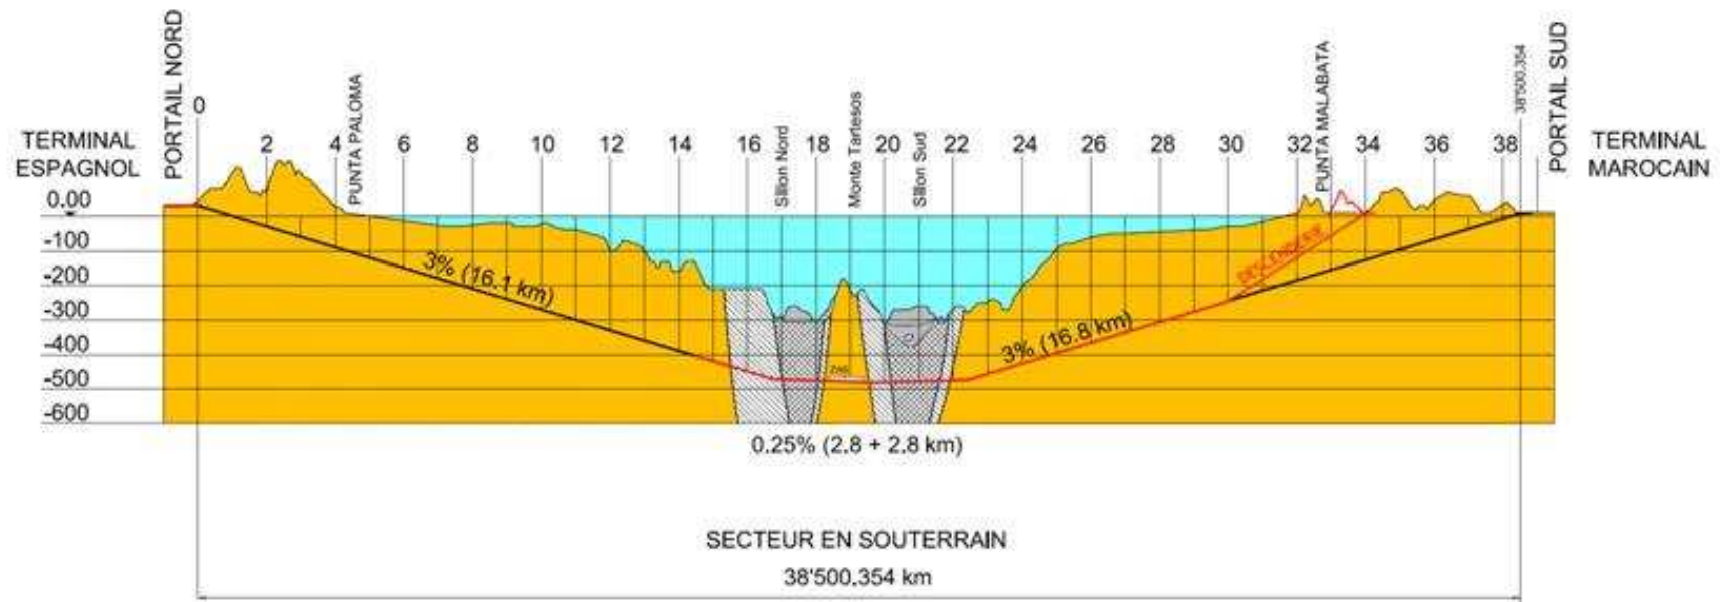 PORTAIL NORD
0
PUNTA PALOMA
Sillon Nord
Monte Tartesos
Sillon Sud
PUNTA MALABATA
38'500.354
PORTAIL SUD
TERMINAL
ESPAGNOL
2 4 6 8 10 12 14 16 18 20 22 24 26 28 30 32 34 36 38
TERMINAL
MAROCAIN
0.00
-100
-200
-300
-400
-500
-600
3% (16.1 km)
3% (16.8 km)
DESCENDERIE
0.25% (2.8 + 2.8 km)
SECTEUR EN SOUTERRAIN
38'500.354 km